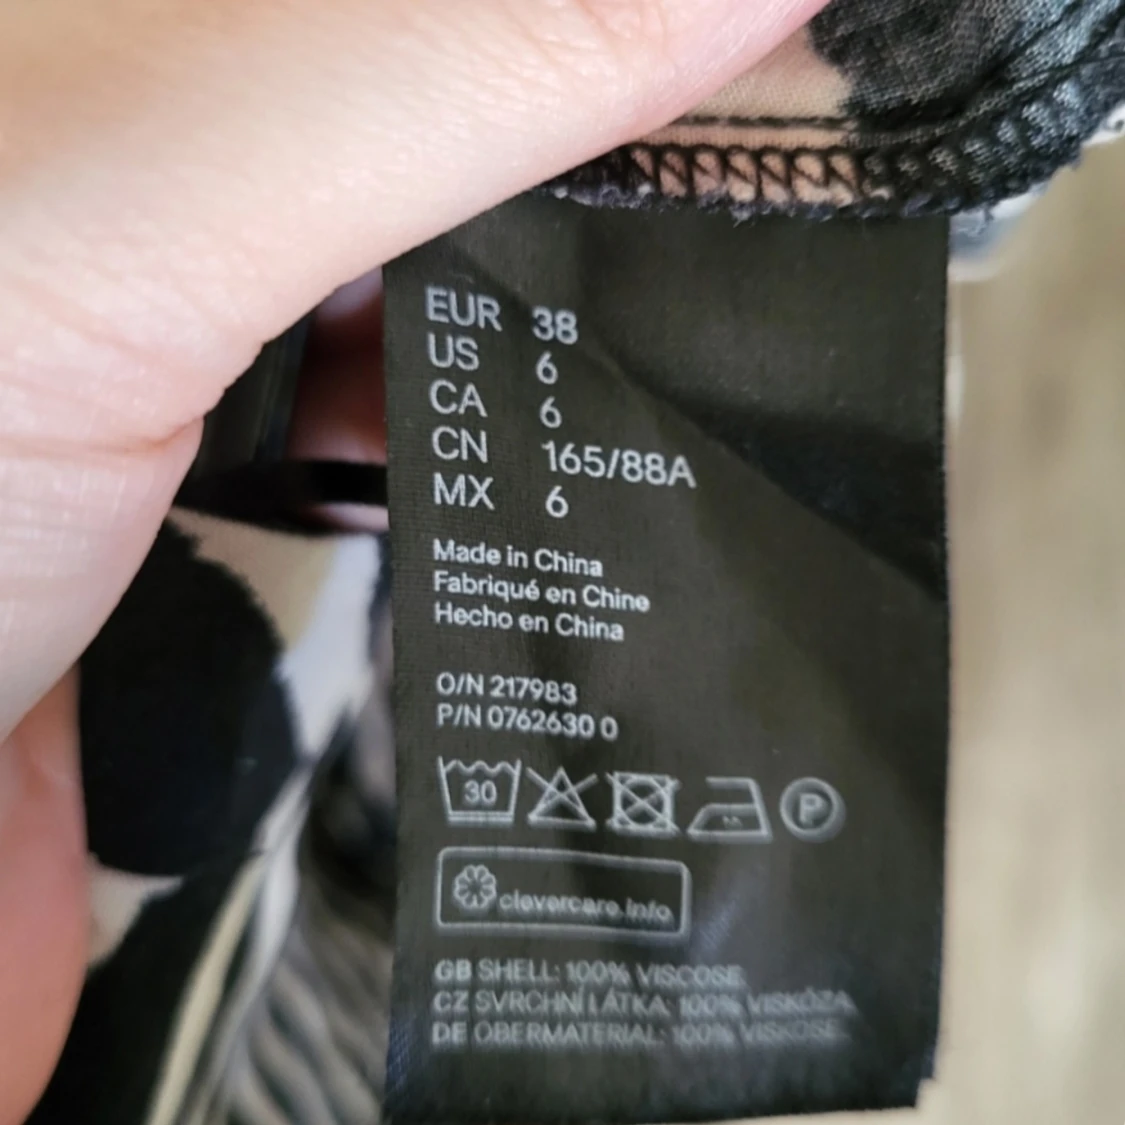 EUR 38
US 6
CA 6
CN 165/88A
MX 6
Made in China
Fabriqué en Chine
Hecho en China
O/N 217983
P/N 0762630 0
30
P
clevercare.info
GB SHELL: 100% VISCOSE
CZ SVRCHNÍ LÁTKA: 100% VISKÓZA
DE OBERMATERIAL: 100% VISKOSE